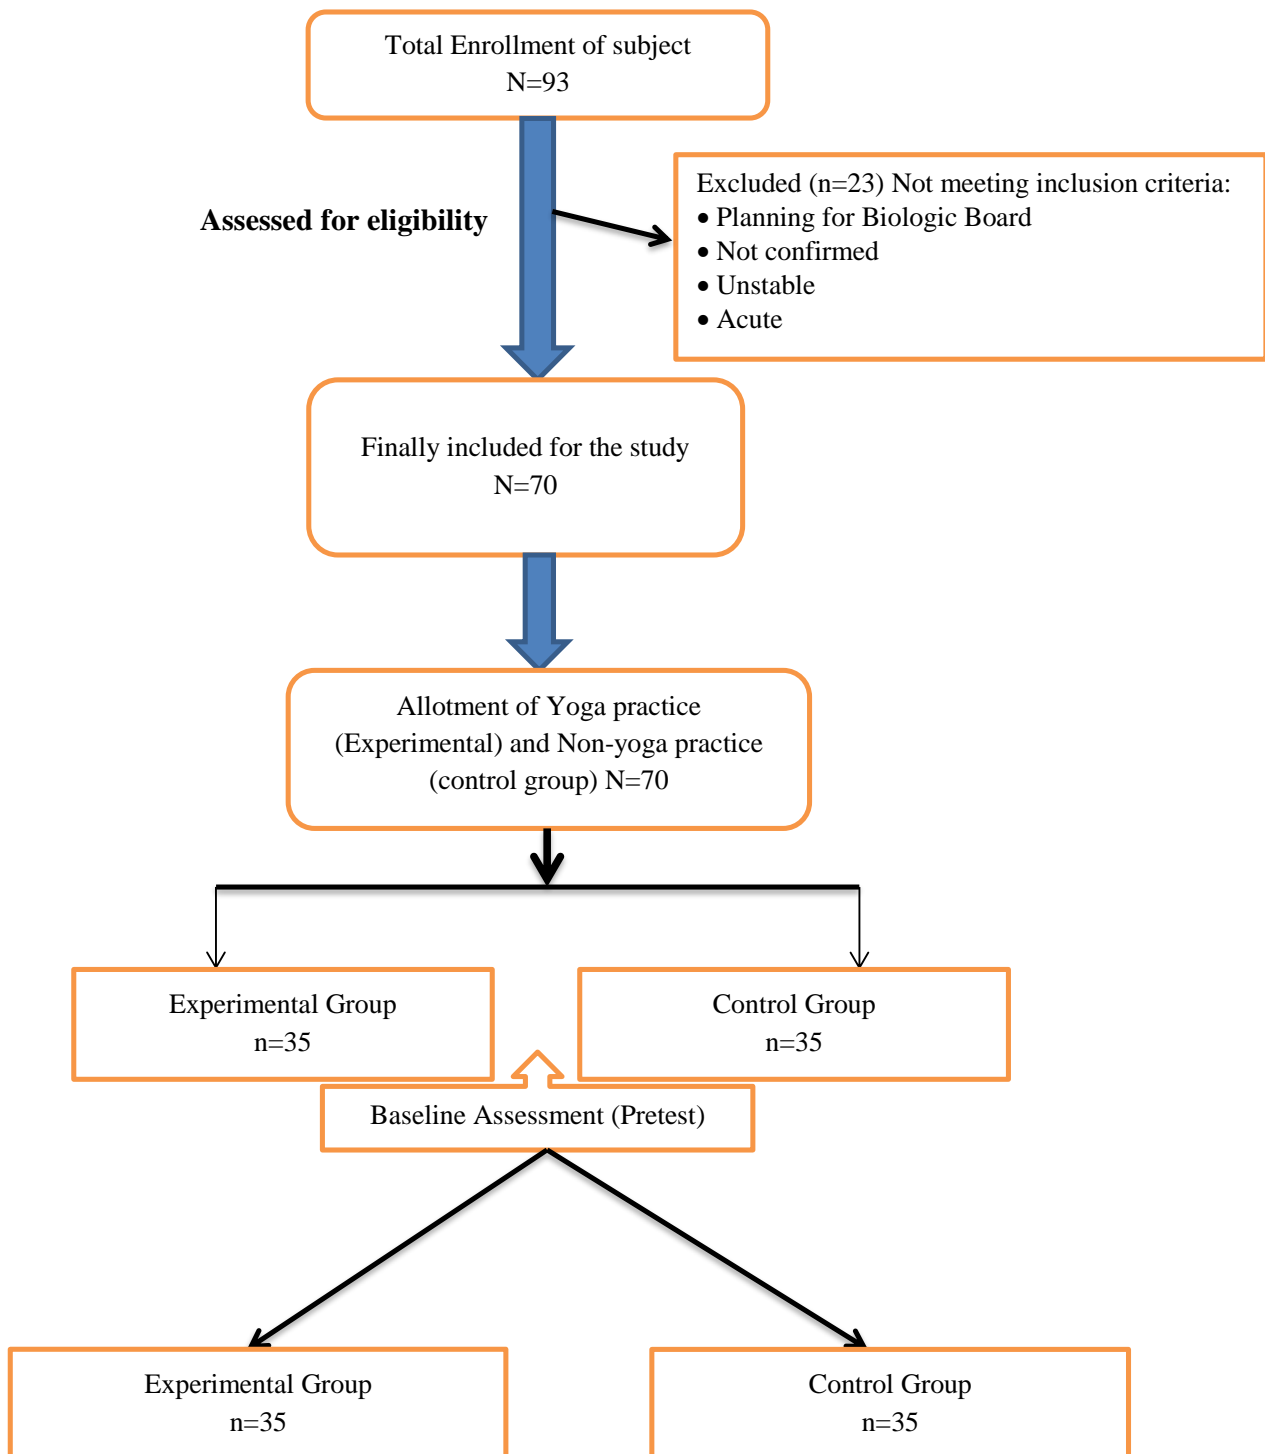 Total Enrollment of subject
N=93
Excluded (n=23) Not meeting inclusion criteria:
• Planning for Biologic Board
• Not confirmed
• Unstable
• Acute
Assessed for eligibility
Finally included for the study
N=70
Allotment of Yoga practice
(Experimental) and Non-yoga practice
(control group) N=70
Experimental Group
n=35
Control Group
n=35
Baseline Assessment (Pretest)
Experimental Group
n=35
Control Group
n=35